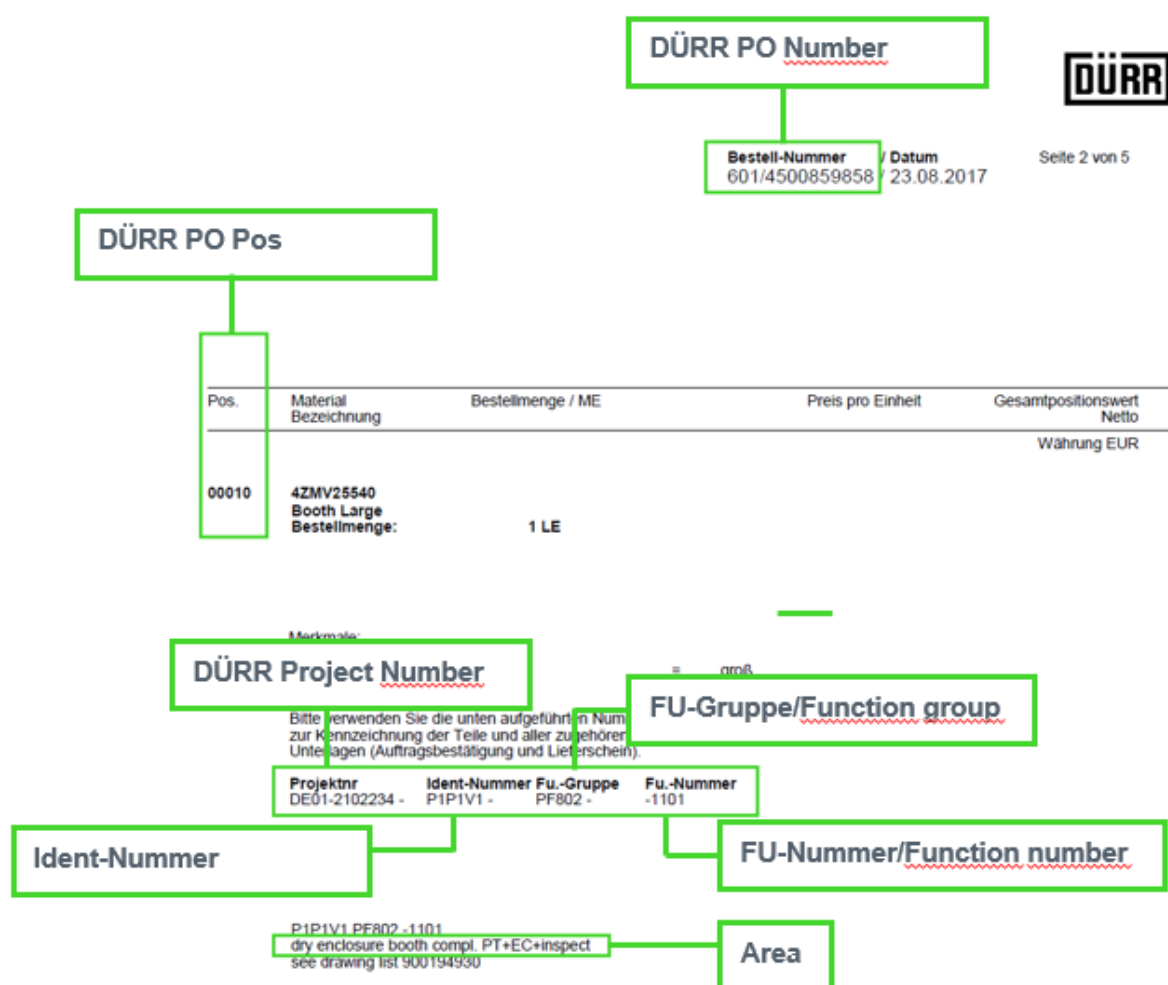 DÜRR PO Number
DÜRR
Bestell-Nummer / Datum Seite 2 von 5
601/4500859858 / 23.08.2017
DÜRR PO Pos
Pos. Material Bestellmenge / ME Preis pro Einheit Gesamtpositionswert
Bezeichnung Netto
Währung EUR
00010 4ZMV25540
Booth Large
Bestellmenge: 1 LE
Merkmale:
= groß
DÜRR Project Number
FU-Gruppe/Function group
Bitte verwenden Sie die unten aufgeführten Num
zur Kennzeichnung der Teile und aller zugehören
Unterlagen (Auftragsbestätigung und Lieferschein).
Projektnr Ident-Nummer Fu.-Gruppe Fu.-Nummer
DE01-2102234 - P1P1V1 - PF802 - -1101
Ident-Nummer
FU-Nummer/Function number
P1P1V1 PF802 -1101
dry enclosure booth compl. PT+EC+inspect
see drawing list 900194930
Area